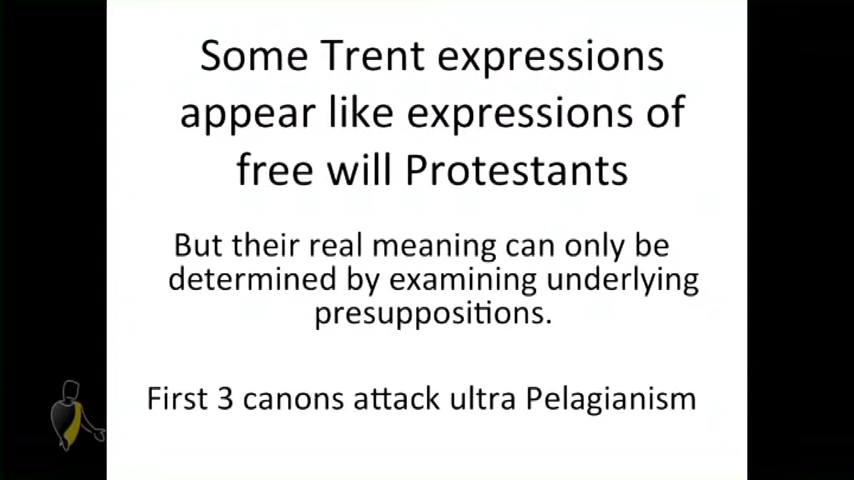 Some Trent expressions
appear like expressions of
free will Protestants
But their real meaning can only be
determined by examining underlying
presuppositions.
First 3 canons attack ultra Pelagianism